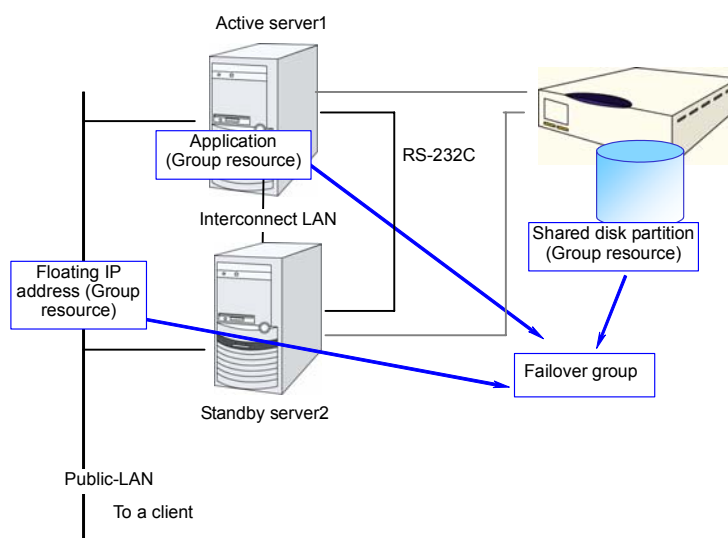 Active server1
Application
(Group resource)
RS-232C
Interconnect LAN
Shared disk partition
(Group resource)
Floating IP
address (Group
resource)
Failover group
Standby server2
Public-LAN
To a client